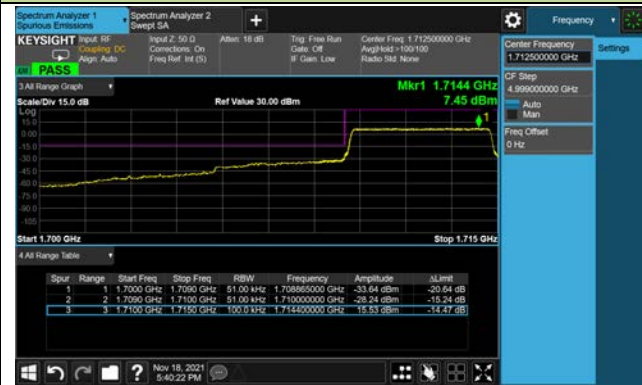 Spectrum Analyzer 1
Spurious Emissions
Spectrum Analyzer 2
Swept SA
Frequency
KEYSIGHT
Input: RF
Coupling: DC
Align: Auto
Input Z: 50 Ω
Corrections: On
Freq Ref: Int (S)
Atten: 16 dB
Trig: Free Run
Gate: Off
IF Gain: Low
Center Freq: 1.712500000 GHz
Avg|Hold:>100/100
Radio Std: None
PASS
Center Frequency
1.712500000 GHz
Settings
CF Step
4.999000000 GHz
Auto
Man
Freq Offset
0 Hz
3 All Range Graph
Mkr1 1.7144 GHz
Scale/Div 15.0 dB
Ref Value 30.00 dBm
7.45 dBm
Log
15.0
0.00
-15.0
-30.0
-45.0
-60.0
-75.0
-90.0
-105
1
Start 1.700 GHz
Stop 1.715 GHz
4 All Range Table
Spur Range Start Freq Stop Freq RBW Frequency Amplitude ΔLimit
1 1 1.7000 GHz 1.7090 GHz 51.00 kHz 1.708865000 GHz -33.64 dBm -20.64 dB
2 2 1.7090 GHz 1.7100 GHz 51.00 kHz 1.710000000 GHz -28.24 dBm -15.24 dB
3 3 1.7100 GHz 1.7150 GHz 100.0 kHz 1.714400000 GHz 15.53 dBm -14.47 dB
Nov 18, 2021
5:40:22 PM